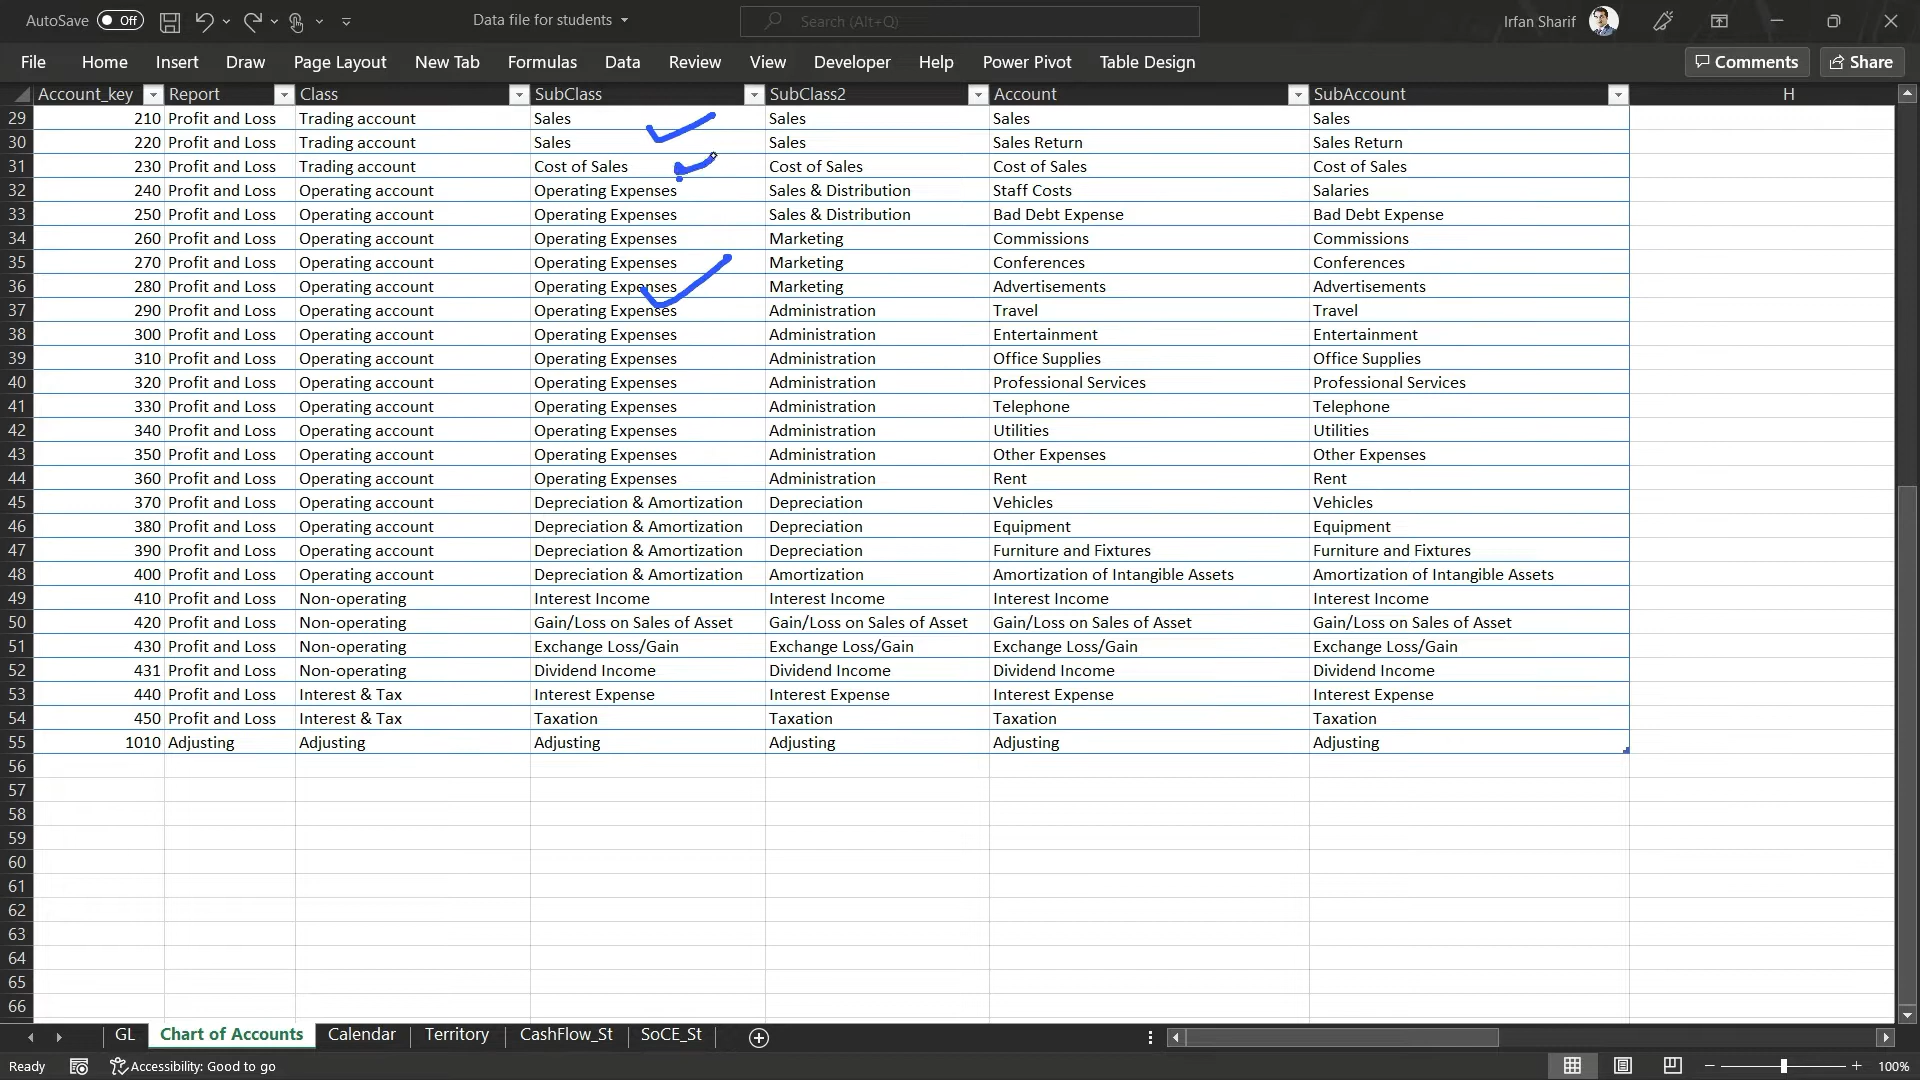 AutoSave Off Data file for students Search (Alt+Q) Irfan Sharif
File Home Insert Draw Page Layout New Tab Formulas Data Review View Developer Help Power Pivot Table Design Comments Share
Account_key Report Class SubClass SubClass2 Account SubAccount H
29 210 Profit and Loss Trading account Sales Sales Sales Sales
30 220 Profit and Loss Trading account Sales Sales Sales Return Sales Return
31 230 Profit and Loss Trading account Cost of Sales Cost of Sales Cost of Sales Cost of Sales
32 240 Profit and Loss Operating account Operating Expenses Sales & Distribution Staff Costs Salaries
33 250 Profit and Loss Operating account Operating Expenses Sales & Distribution Bad Debt Expense Bad Debt Expense
34 260 Profit and Loss Operating account Operating Expenses Marketing Commissions Commissions
35 270 Profit and Loss Operating account Operating Expenses Marketing Conferences Conferences
36 280 Profit and Loss Operating account Operating Expenses Marketing Advertisements Advertisements
37 290 Profit and Loss Operating account Operating Expenses Administration Travel Travel
38 300 Profit and Loss Operating account Operating Expenses Administration Entertainment Entertainment
39 310 Profit and Loss Operating account Operating Expenses Administration Office Supplies Office Supplies
40 320 Profit and Loss Operating account Operating Expenses Administration Professional Services Professional Services
41 330 Profit and Loss Operating account Operating Expenses Administration Telephone Telephone
42 340 Profit and Loss Operating account Operating Expenses Administration Utilities Utilities
43 350 Profit and Loss Operating account Operating Expenses Administration Other Expenses Other Expenses
44 360 Profit and Loss Operating account Operating Expenses Administration Rent Rent
45 370 Profit and Loss Operating account Depreciation & Amortization Depreciation Vehicles Vehicles
46 380 Profit and Loss Operating account Depreciation & Amortization Depreciation Equipment Equipment
47 390 Profit and Loss Operating account Depreciation & Amortization Depreciation Furniture and Fixtures Furniture and Fixtures
48 400 Profit and Loss Operating account Depreciation & Amortization Amortization Amortization of Intangible Assets Amortization of Intangible Assets
49 410 Profit and Loss Non-operating Interest Income Interest Income Interest Income Interest Income
50 420 Profit and Loss Non-operating Gain/Loss on Sales of Asset Gain/Loss on Sales of Asset Gain/Loss on Sales of Asset Gain/Loss on Sales of Asset
51 430 Profit and Loss Non-operating Exchange Loss/Gain Exchange Loss/Gain Exchange Loss/Gain Exchange Loss/Gain
52 431 Profit and Loss Non-operating Dividend Income Dividend Income Dividend Income Dividend Income
53 440 Profit and Loss Interest & Tax Interest Expense Interest Expense Interest Expense Interest Expense
54 450 Profit and Loss Interest & Tax Taxation Taxation Taxation Taxation
55 1010 Adjusting Adjusting Adjusting Adjusting Adjusting Adjusting
56
57
58
59
60
61
62
63
64
65
66
GL Chart of Accounts Calendar Territory CashFlow_St SoCE_St
Ready Accessibility: Good to go 100%